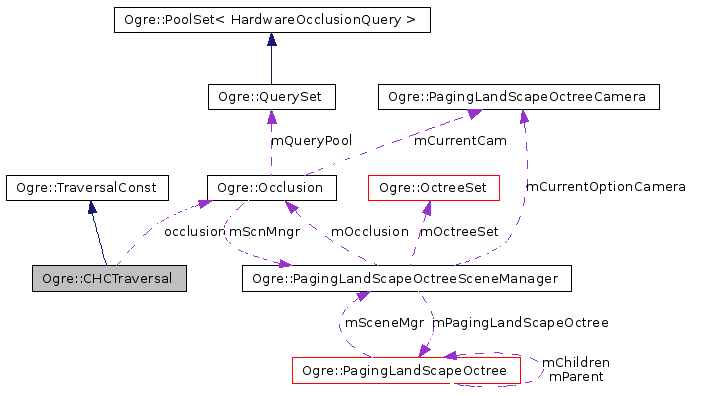 Ogre::PoolSet< HardwareOcclusionQuery >
Ogre::QuerySet
Ogre::PagingLandScapeOctreeCamera
mQueryPool
mCurrentCam
Ogre::TraversalConst
Ogre::Occlusion
Ogre::OctreeSet
mCurrentOptionCamera
occlusion
mScnMngr
mOcclusion
mOctreeSet
Ogre::CHCTraversal
Ogre::PagingLandScapeOctreeSceneManager
mSceneMgr
mPagingLandScapeOctree
Ogre::PagingLandScapeOctree
mChildren
mParent